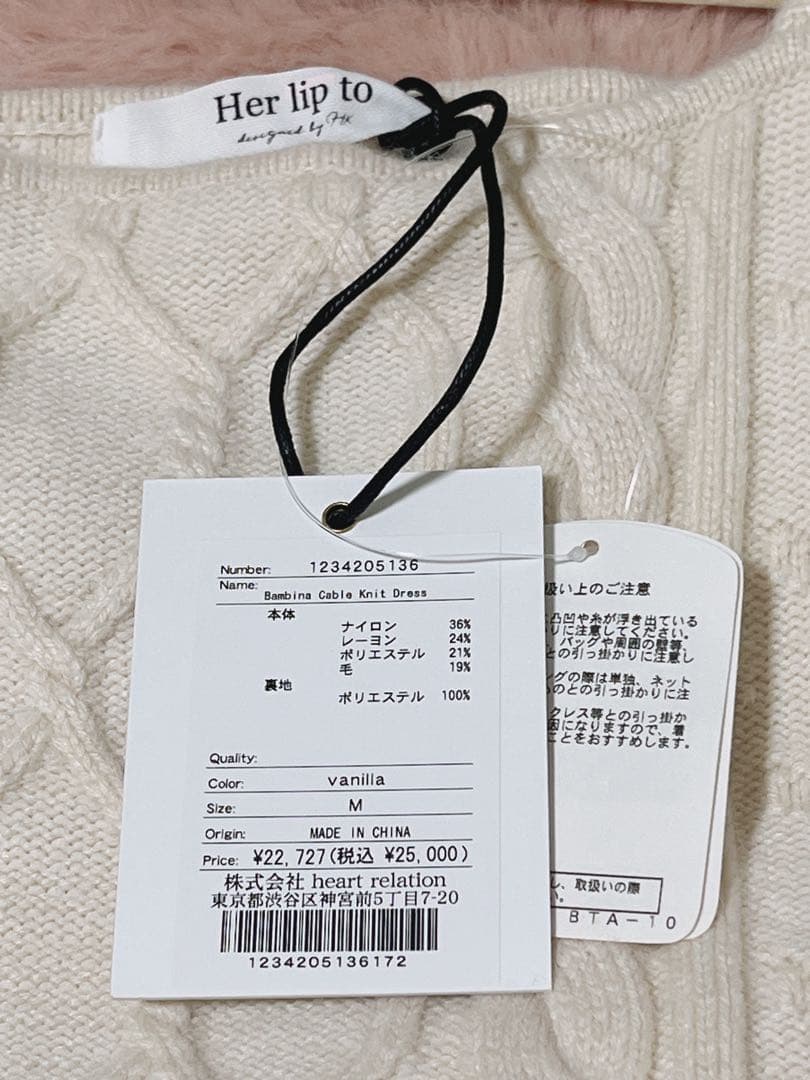 Her lip to
designed by HK
Number: 1234205136
Name:
Bambina Cable Knit Dress
本体
ナイロン 36%
レーヨン 24%
ポリエステル 21%
毛 19%
裏地
ポリエステル 100%
Quality:
Color: vanilla
Size: M
Origin: MADE IN CHINA
Price: ¥22,727(税込 ¥25,000)
株式会社 heart relation
東京都渋谷区神宮前5丁目7-20
1234205136172
扱い上のご注意
凸凹や糸が浮き出ている
りに注意してください。
バッグや周囲の壁等、
との引っ掛かりに注意し
ングの際は単独、ネット
のとの引っ掛かりに注
クレス等との引っ掛か
因になりますので、着
ことをおすすめします。
し、取扱いの際
い。
BTA-10